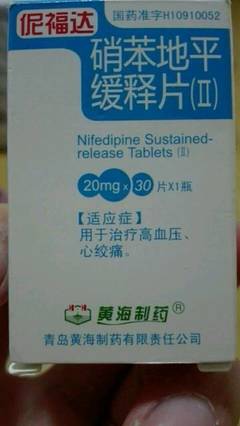 伲福达
国药准字H10910052
硝苯地平
缓释片(II)
Nifedipine Sustained-
release Tablets (II)
20mg × 30 片X1瓶
【适应症】
用于治疗高血压、
心绞痛。
黄海制药®
青岛黄海制药有限责任公司